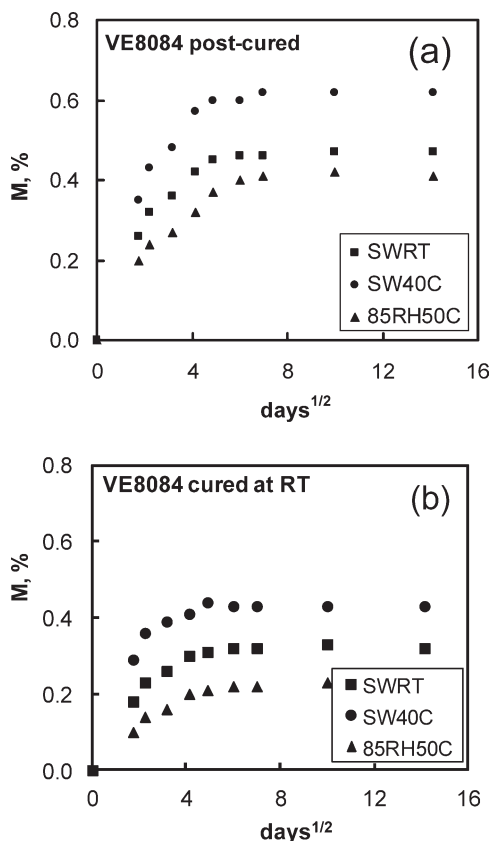 0.8
VE8084 post-cured
(a)
0.6
M, %
0.4
0.2
0.0
SWRT
SW40C
85RH50C
0 4 8 12 16
days1/2
0.8
VE8084 cured at RT
(b)
0.6
M, %
0.4
0.2
0.0
SWRT
SW40C
85RH50C
0 4 8 12 16
days1/2